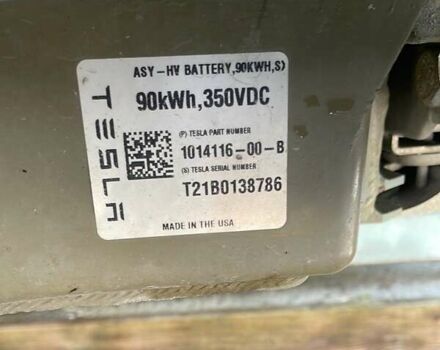 ASY-HV BATTERY,90KWH,SX
90kWh,350VDC
(P) TESLA PART NUMBER
1014116-00-B
(S) TESLA SERIAL NUMBER
T21B0138786
MADE IN THE USA
TESLA